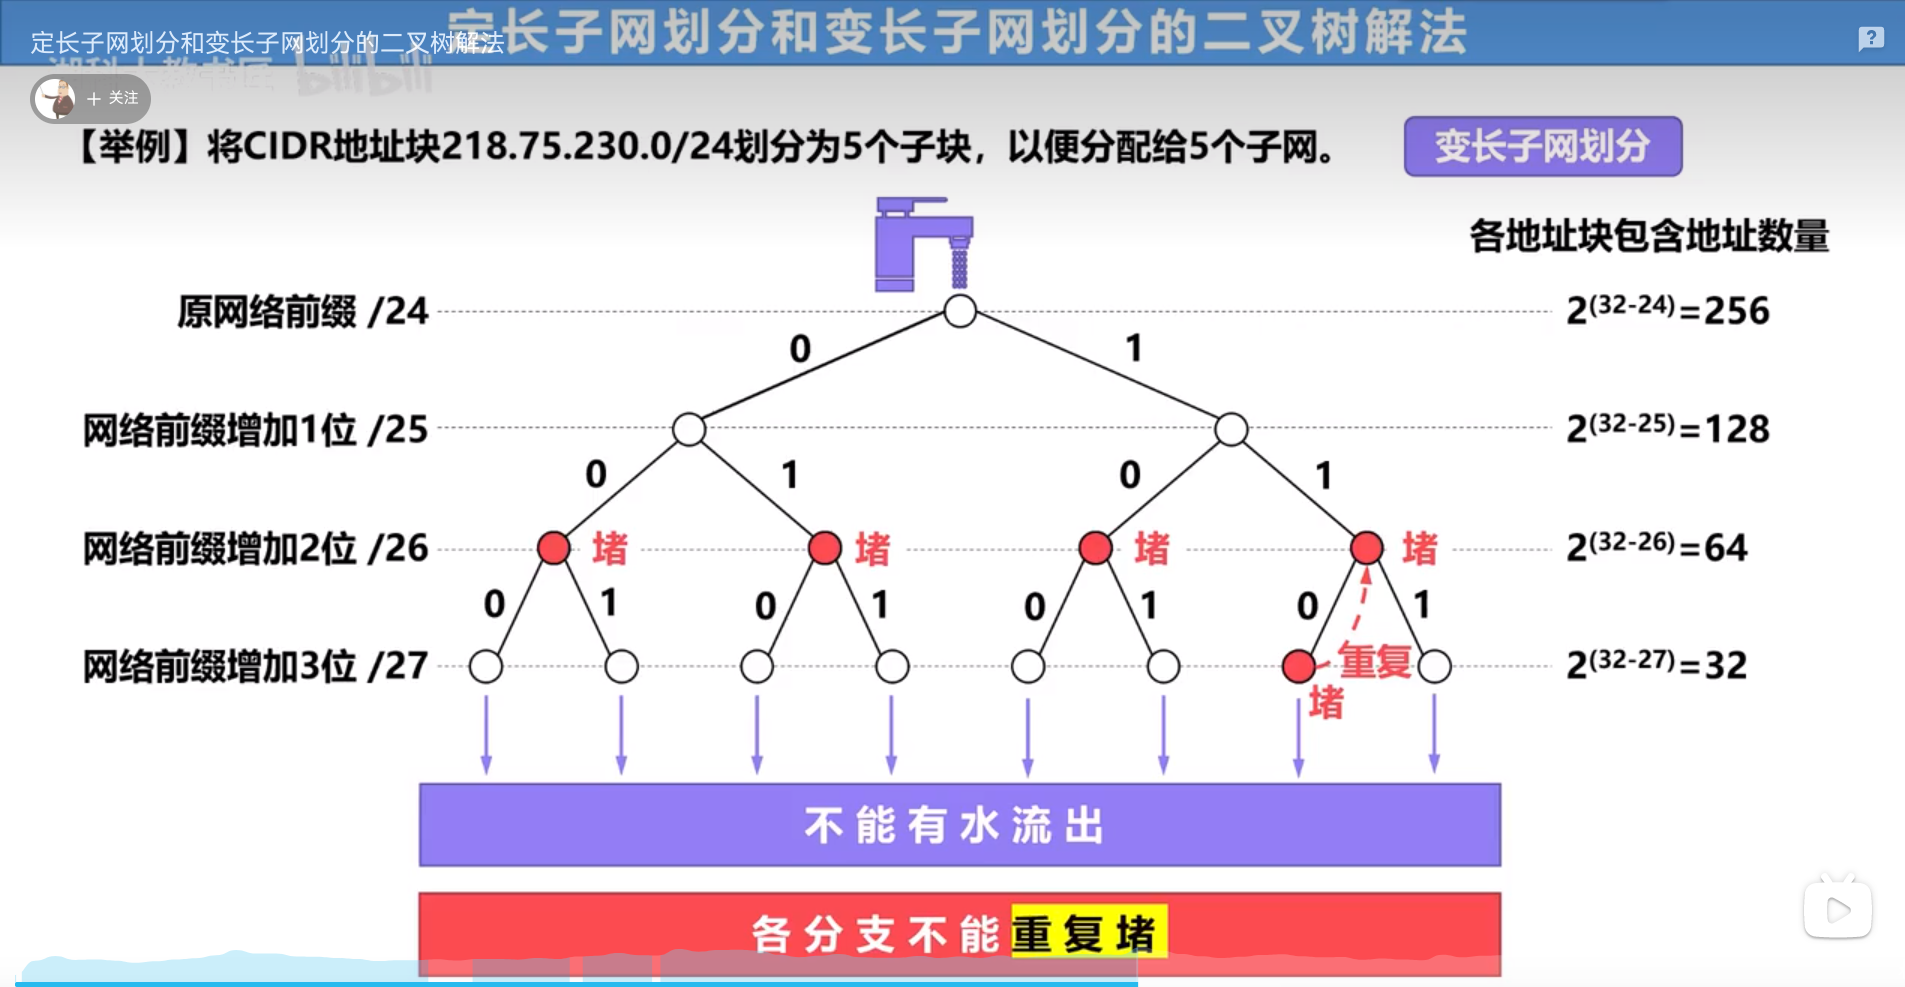 定长子网划分和变长子网划分的二叉树解法
定长子网划分和变长子网划分的二叉树解法
bilibili
+ 关注
【举例】将CIDR地址块218.75.230.0/24划分为5个子块，以便分配给5个子网。
变长子网划分
各地址块包含地址数量
原网络前缀 /24
2(32-24)=256
0 1
网络前缀增加1位 /25
2(32-25)=128
0 1 0 1
网络前缀增加2位 /26
堵 堵 堵 堵
2(32-26)=64
0 1 0 1 0 1 0 1
网络前缀增加3位 /27
重复
2(32-27)=32
堵
不能有水流出
各分支不能重复堵